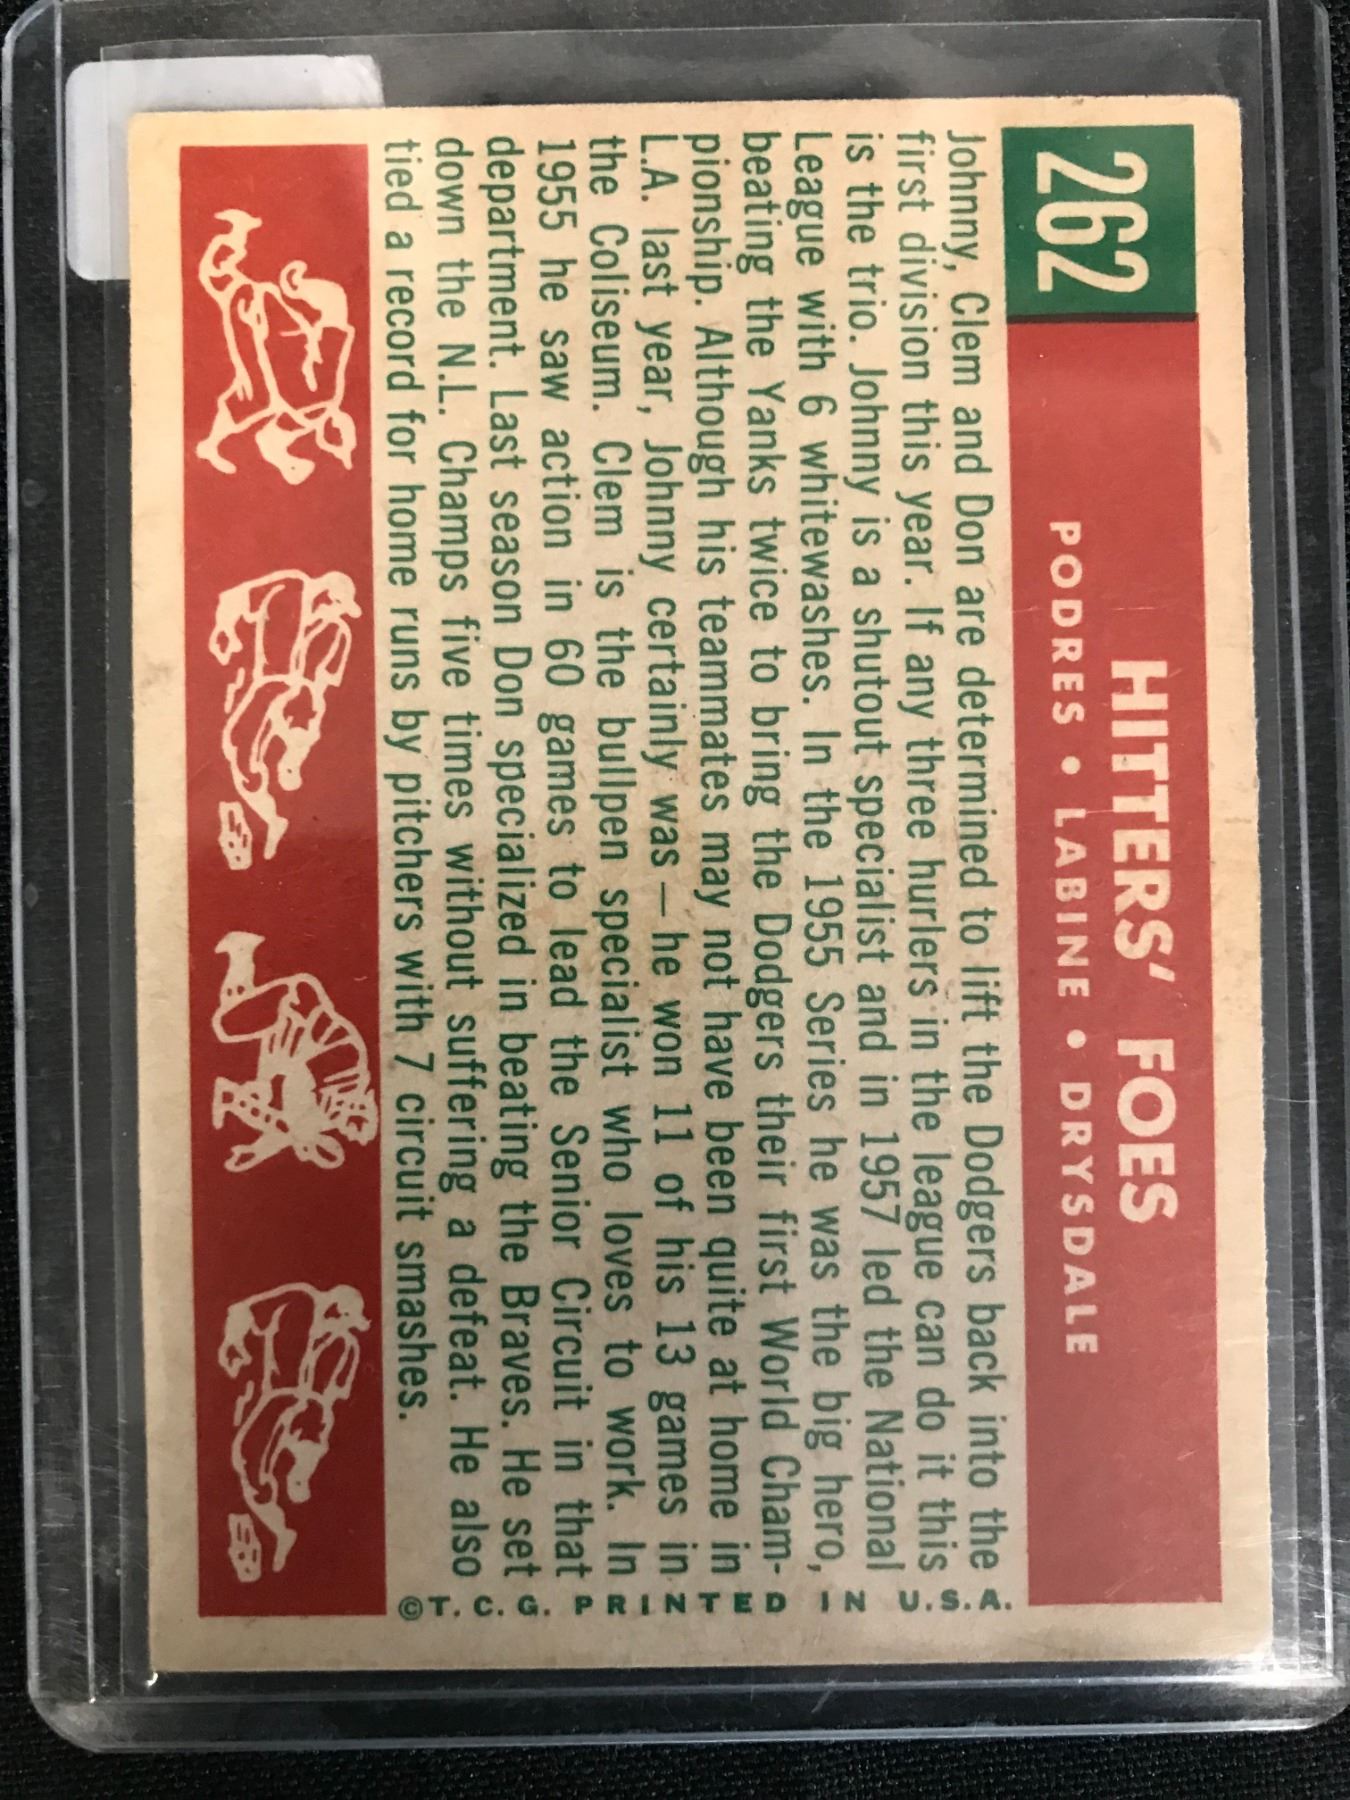 262
HITTERS' FOES
PODRES • LABINE • DRYSDALE
Johnny, Clem and Don are determined to lift the Dodgers back into the
first division this year. If any three hurlers in the league can do it this
is the trio. Johnny is a shutout specialist and in 1957 led the National
League with 6 whitewashes. In the 1955 Series he was the big hero,
beating the Yanks twice to bring the Dodgers their first World Cham-
pionship. Although his teammates may not have been quite at home in
L.A. last year, Johnny certainly was — he won 11 of his 13 games in
the Coliseum. Clem is the bullpen specialist who loves to work. In
1955 he saw action in 60 games to lead the Senior Circuit in that
department. Last season Don specialized in beating the Braves. He set
down the N.L. Champs five times without suffering a defeat. He also
tied a record for home runs by pitchers with 7 circuit smashes.
©T. C. G. PRINTED IN U.S.A.